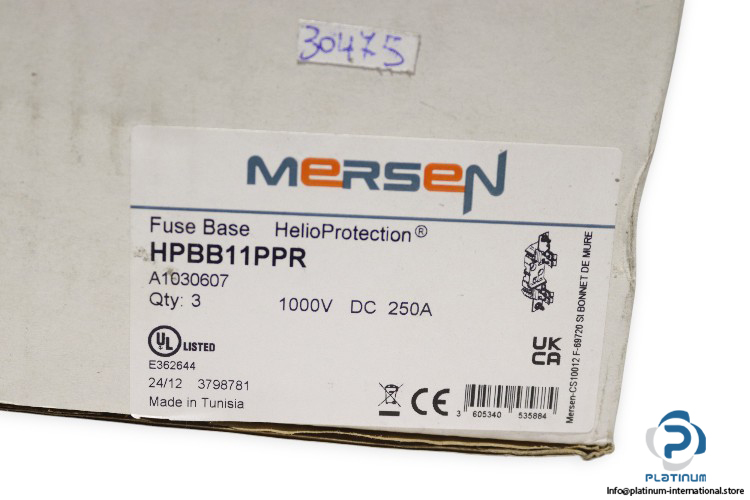 30475
MERSEN
Fuse Base HelioProtection®
HPBB11PPR
A1030607
Qty: 3 1000V DC 250A
UL LISTED
E362644
24/12 3798781
Made in Tunisia
CE
3 605340 535884
UK CA
Mersen-CS10012 F-69720 St BONNET DE MURE
PLATINUM
Info@platinum-international.store